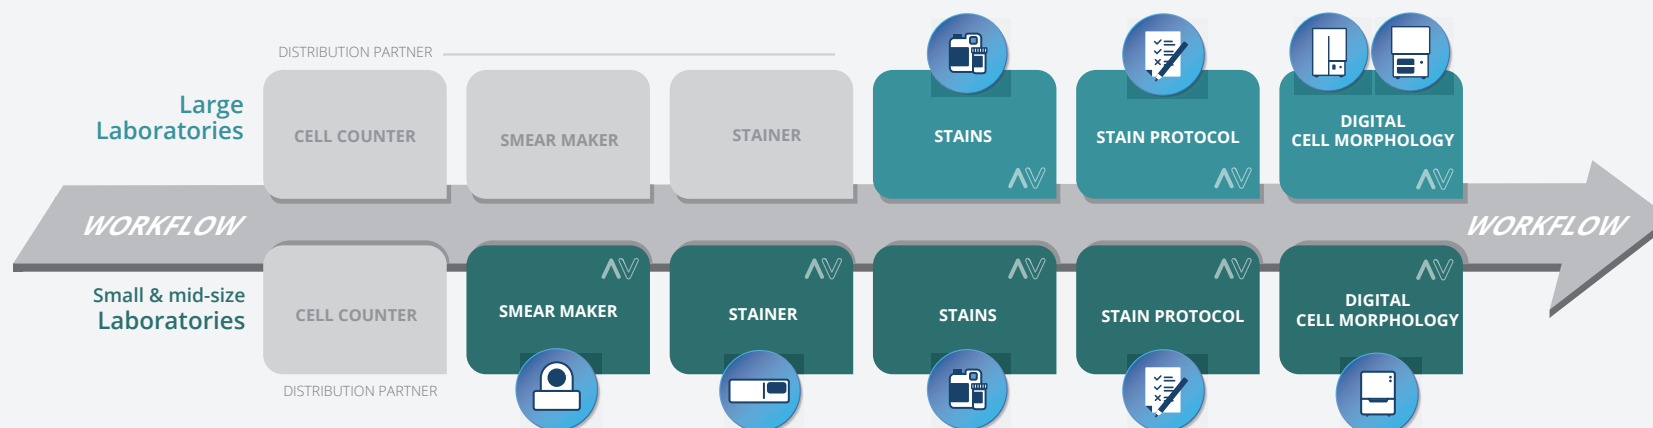 DISTRIBUTION PARTNER
Large
Laboratories
CELL COUNTER
SMEAR MAKER
STAINER
STAINS
STAIN PROTOCOL
DIGITAL
CELL MORPHOLOGY
WORKFLOW
WORKFLOW
Small & mid-size
Laboratories
CELL COUNTER
SMEAR MAKER
STAINER
STAINS
STAIN PROTOCOL
DIGITAL
CELL MORPHOLOGY
DISTRIBUTION PARTNER